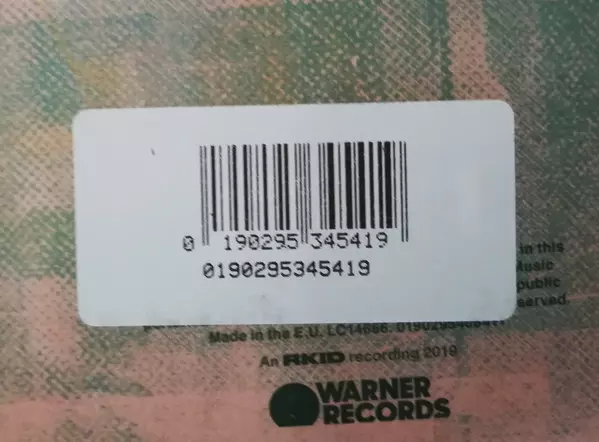 0 190295 345419
0190295345419
in this
Music
public
served.
Made in the E.U. LC14666.
An RKID recording 2019
WARNER
RECORDS